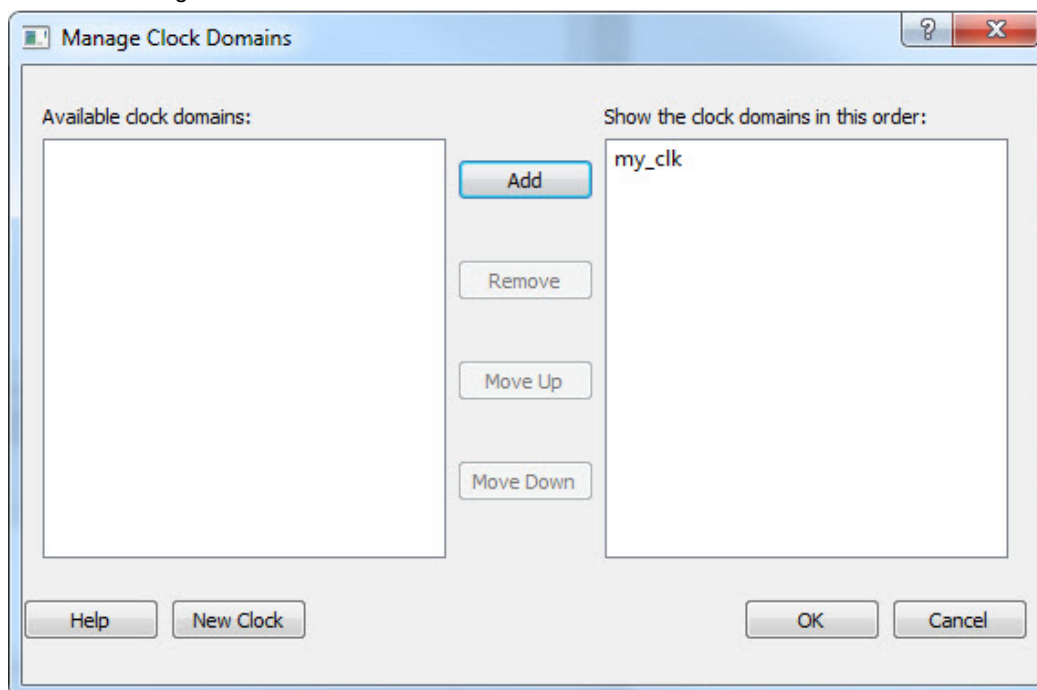 Manage Clock Domains
Available clock domains:
Show the clock domains in this order:
my_clk
Add
Remove
Move Up
Move Down
Help
New Clock
OK
Cancel